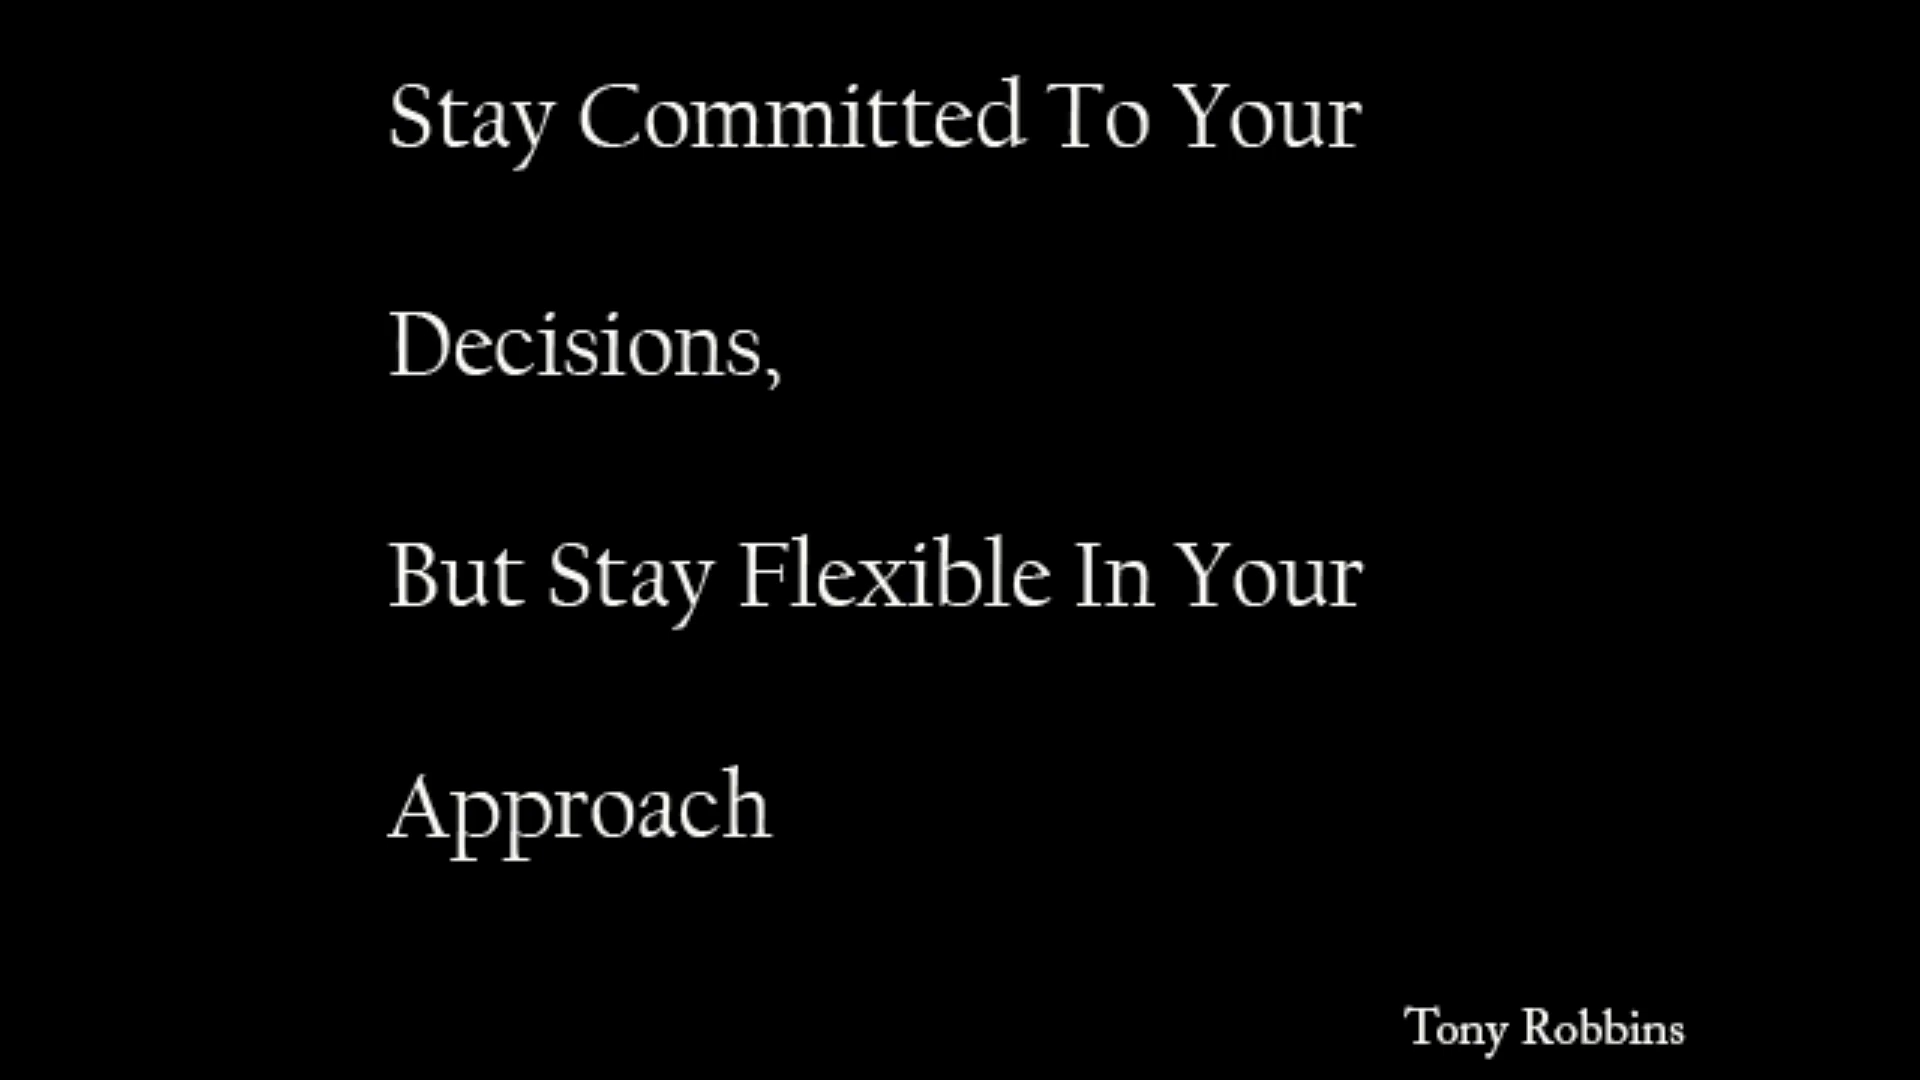 Stay Committed To Your
Decisions,
But Stay Flexible In Your
Approach
Tony Robbins